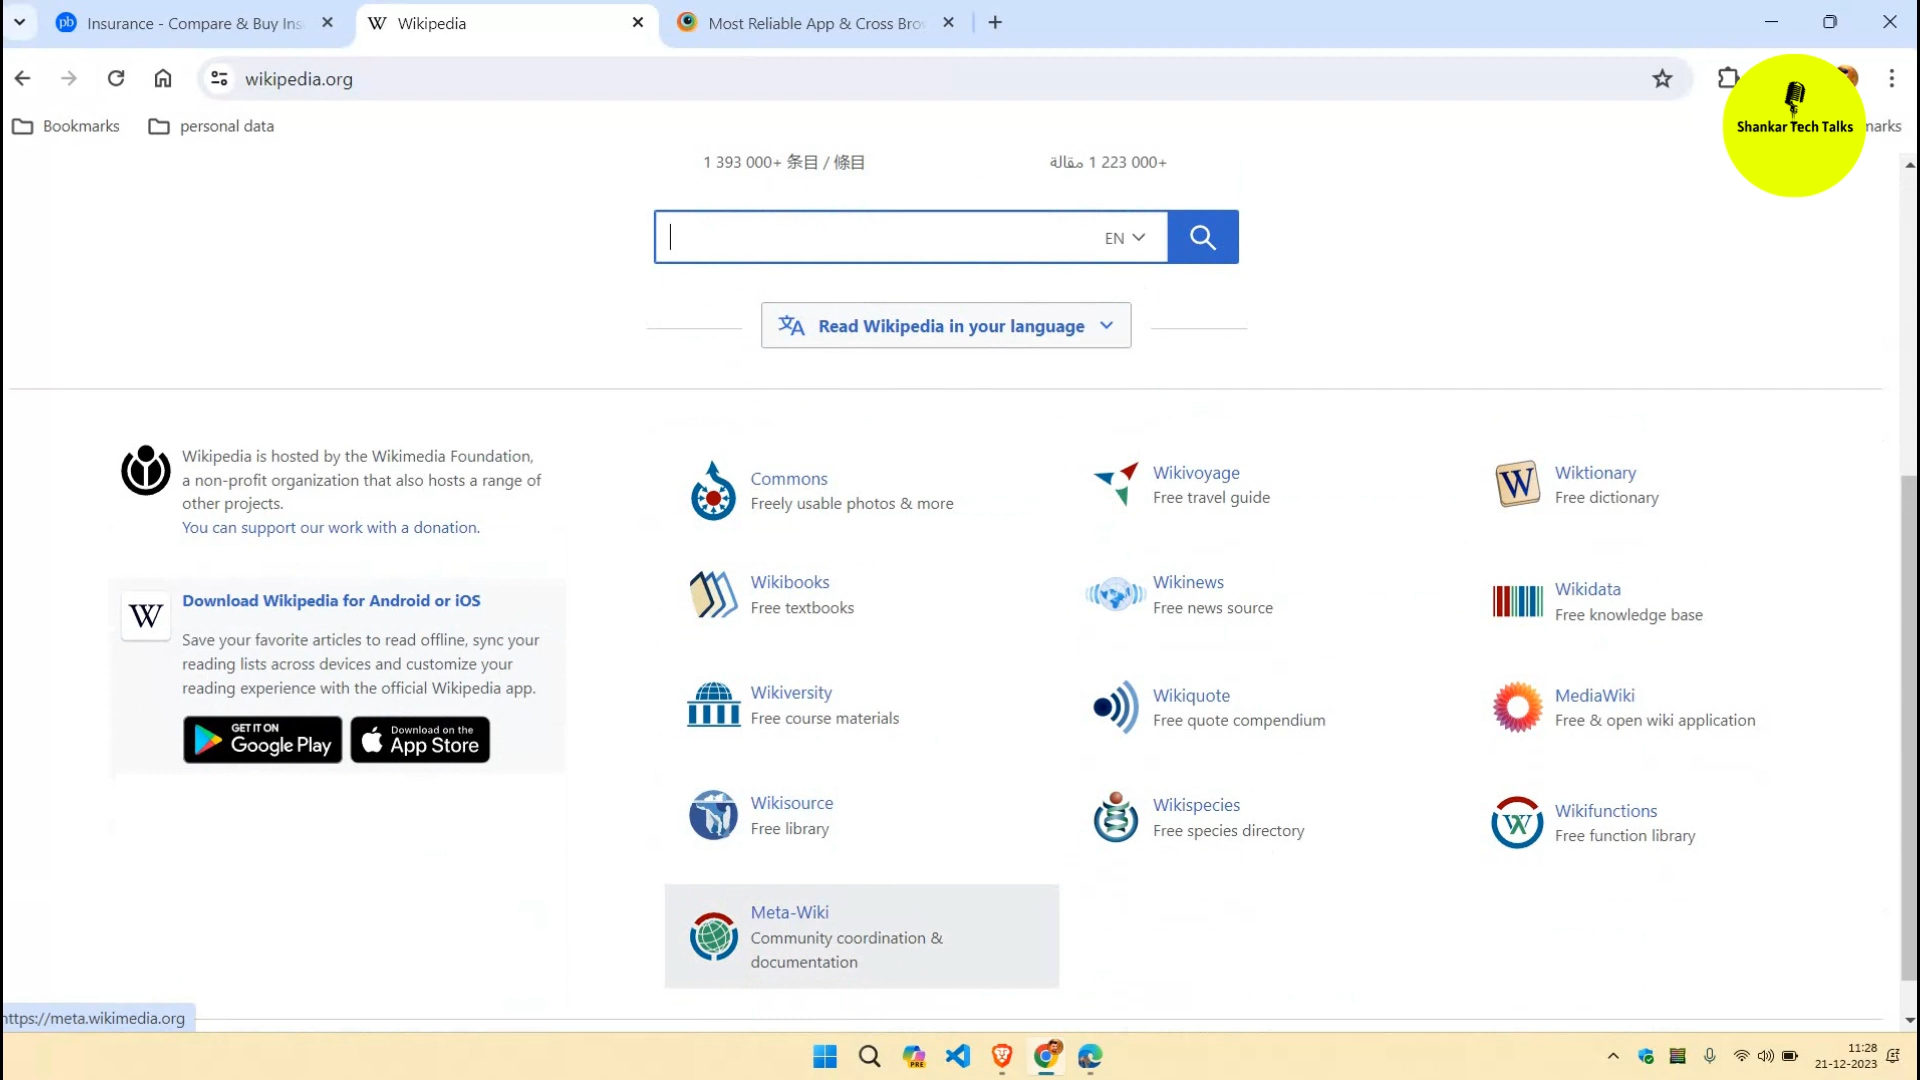 Insurance - Compare & Buy Ins
Wikipedia
Most Reliable App & Cross Bro
wikipedia.org
Bookmarks
personal data
Shankar Tech Talks
marks
1 393 000+ 条目 / 條目
1 223 000+ مقالة
EN
Read Wikipedia in your language
Wikipedia is hosted by the Wikimedia Foundation,
a non-profit organization that also hosts a range of
other projects.
You can support our work with a donation.
Download Wikipedia for Android or iOS
Save your favorite articles to read offline, sync your
reading lists across devices and customize your
reading experience with the official Wikipedia app.
GET IT ON
Google Play
Download on the
App Store
Commons
Freely usable photos & more
Wikivoyage
Free travel guide
Wiktionary
Free dictionary
Wikibooks
Free textbooks
Wikinews
Free news source
Wikidata
Free knowledge base
Wikiversity
Free course materials
Wikiquote
Free quote compendium
MediaWiki
Free & open wiki application
Wikisource
Free library
Wikispecies
Free species directory
Wikifunctions
Free function library
Meta-Wiki
Community coordination &
documentation
https://meta.wikimedia.org
PRE
11:28
21-12-2023